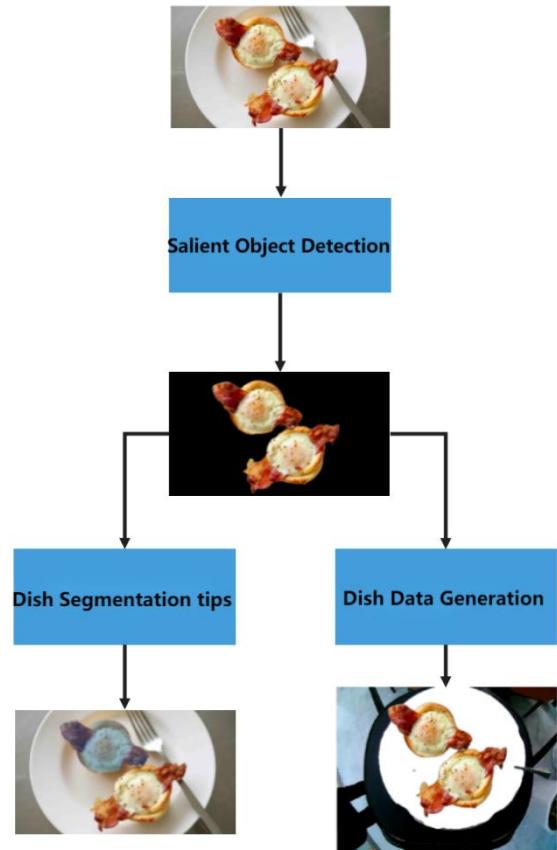 Salient Object Detection
Dish Segmentation tips
Dish Data Generation